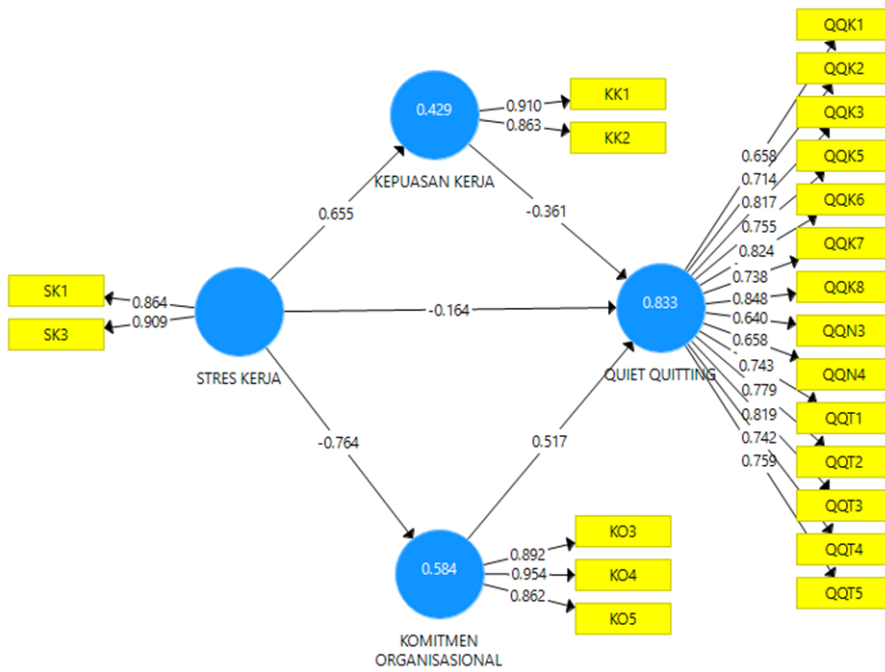 QQK1
QQK2
QQK3
QQK5
QQK6
QQK7
QQK8
QQN3
QQN4
QQT1
QQT2
QQT3
QQT4
QQT5
0.658
0.714
0.817
0.755
0.824
0.738
0.848
0.640
0.658
0.743
0.779
0.819
0.742
0.759
0.429
KEPUASAN KERJA
0.910
0.863
KK1
KK2
0.655
-0.361
SK1
SK3
0.864
0.909
STRES KERJA
-0.164
0.833
QUIET QUITTING
-0.764
0.517
0.584
KOMITMEN
ORGANISASIONAL
0.892
0.954
0.862
KO3
KO4
KO5